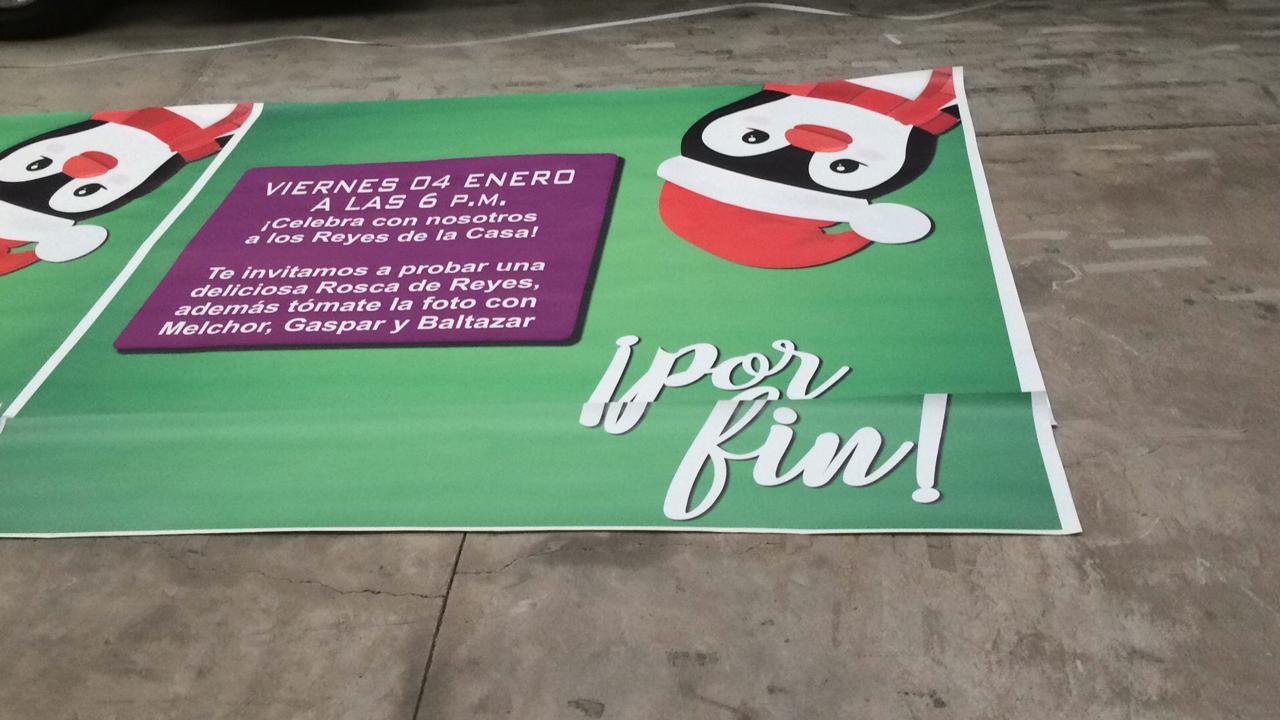 VIERNES 04 ENERO
A LAS 6 P.M.
¡Celebra con nosotros
a los Reyes de la Casa!
Te invitamos a probar una
deliciosa Rosca de Reyes,
además tómate la foto con
Melchor, Gaspar y Baltazar
¡por
fin!